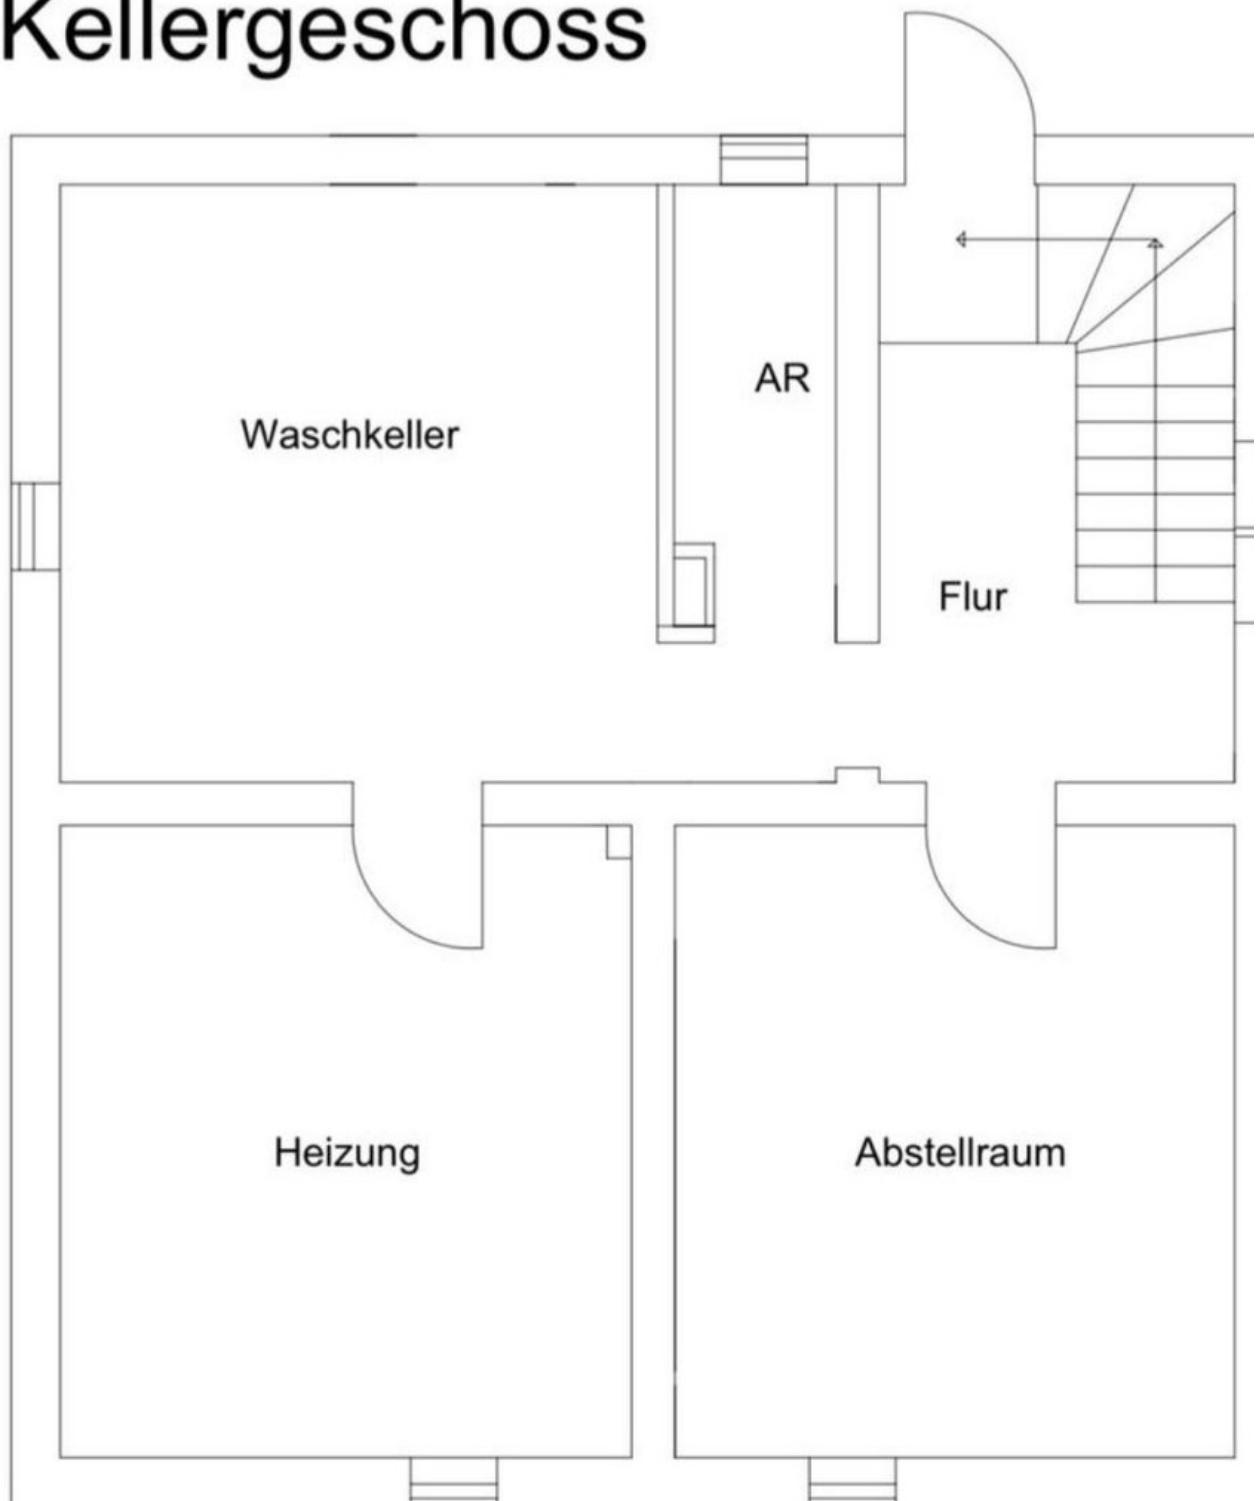 Kellergeschoss
AR
Waschkeller
Flur
Heizung
Abstellraum